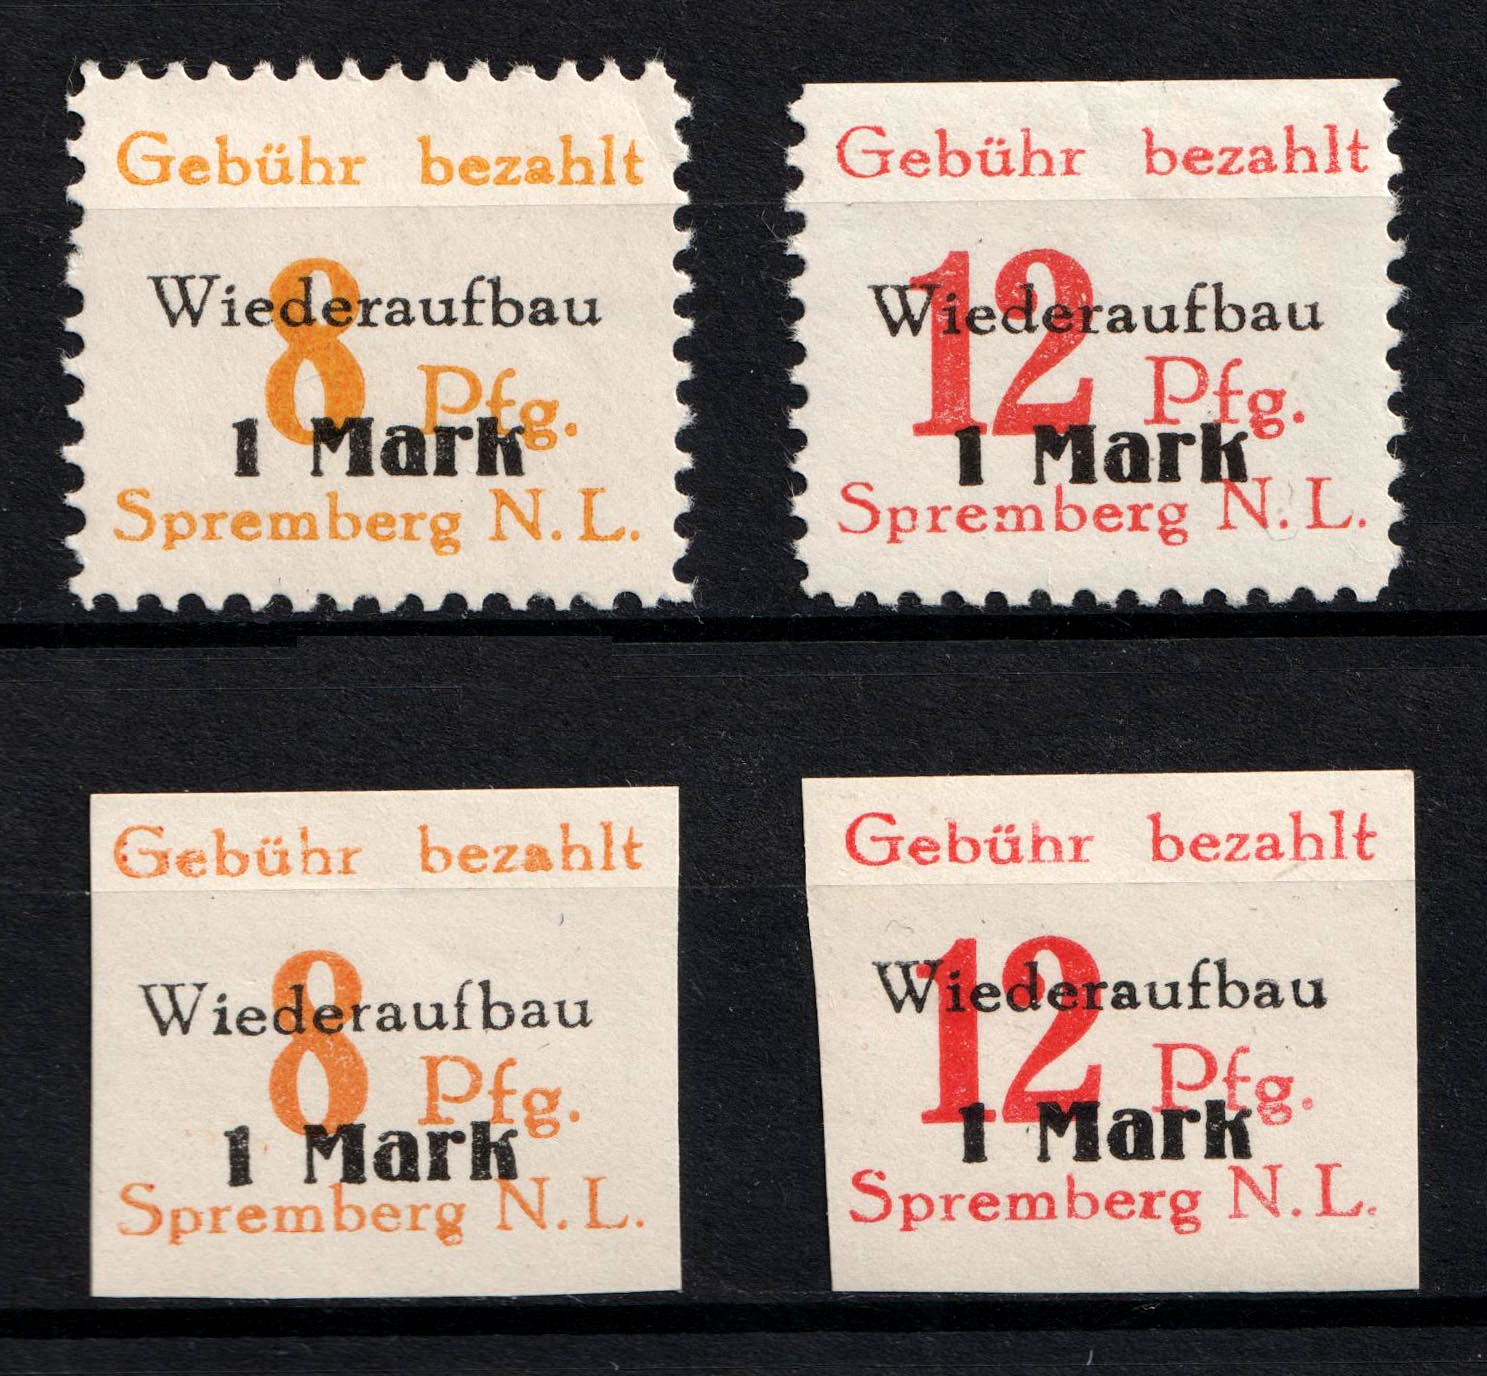 Gebühr bezahlt
Wiederaufbau
8 Pfg.
1 Mark
Spremberg N. L.
Gebühr bezahlt
Wiederaufbau
12 Pfg.
1 Mark
Spremberg N. L.
Gebühr bezahlt
Wiederaufbau
8 Pfg.
1 Mark
Spremberg N. L.
Gebühr bezahlt
Wiederaufbau
12 Pfg.
1 Mark
Spremberg N. L.